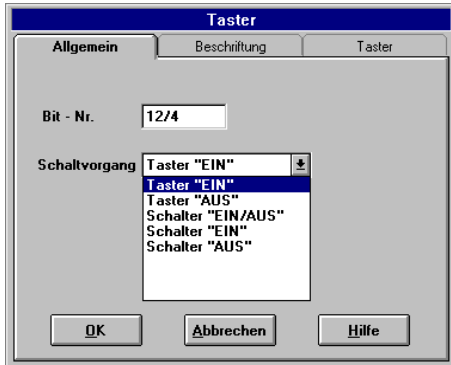 Taster
Allgemein Beschriftung Taster
Bit - Nr. 12/4
Schaltvorgang Taster "EIN"
Taster "EIN"
Taster "AUS"
Schalter "EIN/AUS"
Schalter "EIN"
Schalter "AUS"
OK Abbrechen Hilfe